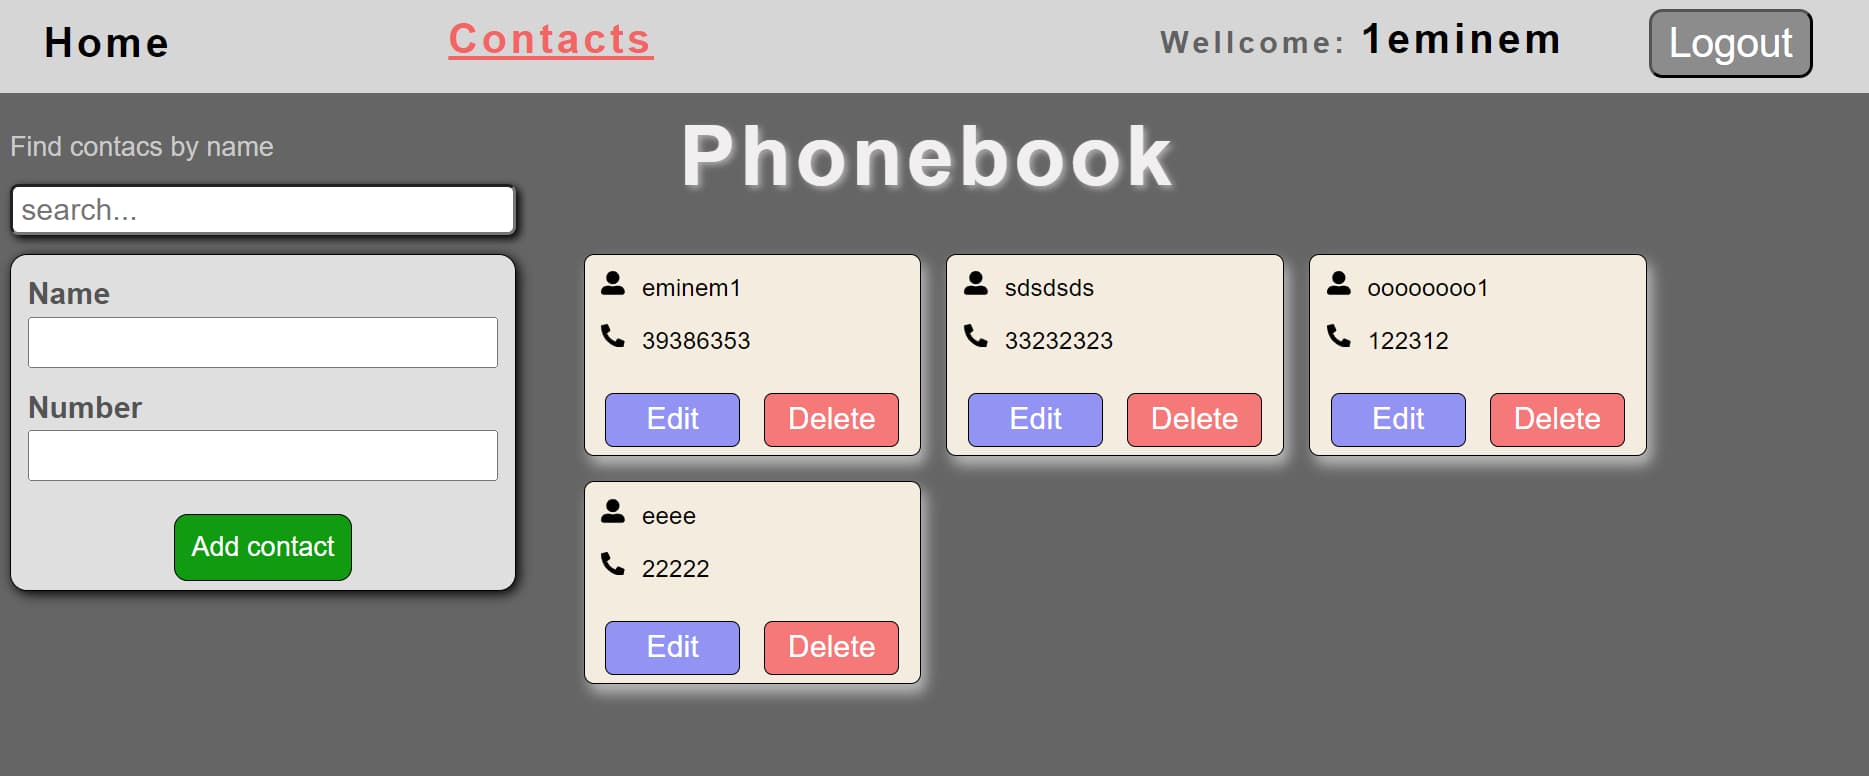 Home
Contacts
Wellcome: 1eminem
Logout
Phonebook
Find contacs by name
search...
Name
Number
Add contact
eminem1
39386353
Edit Delete
sdsdsds
33232323
Edit Delete
oooooooo1
122312
Edit Delete
eeee
22222
Edit Delete